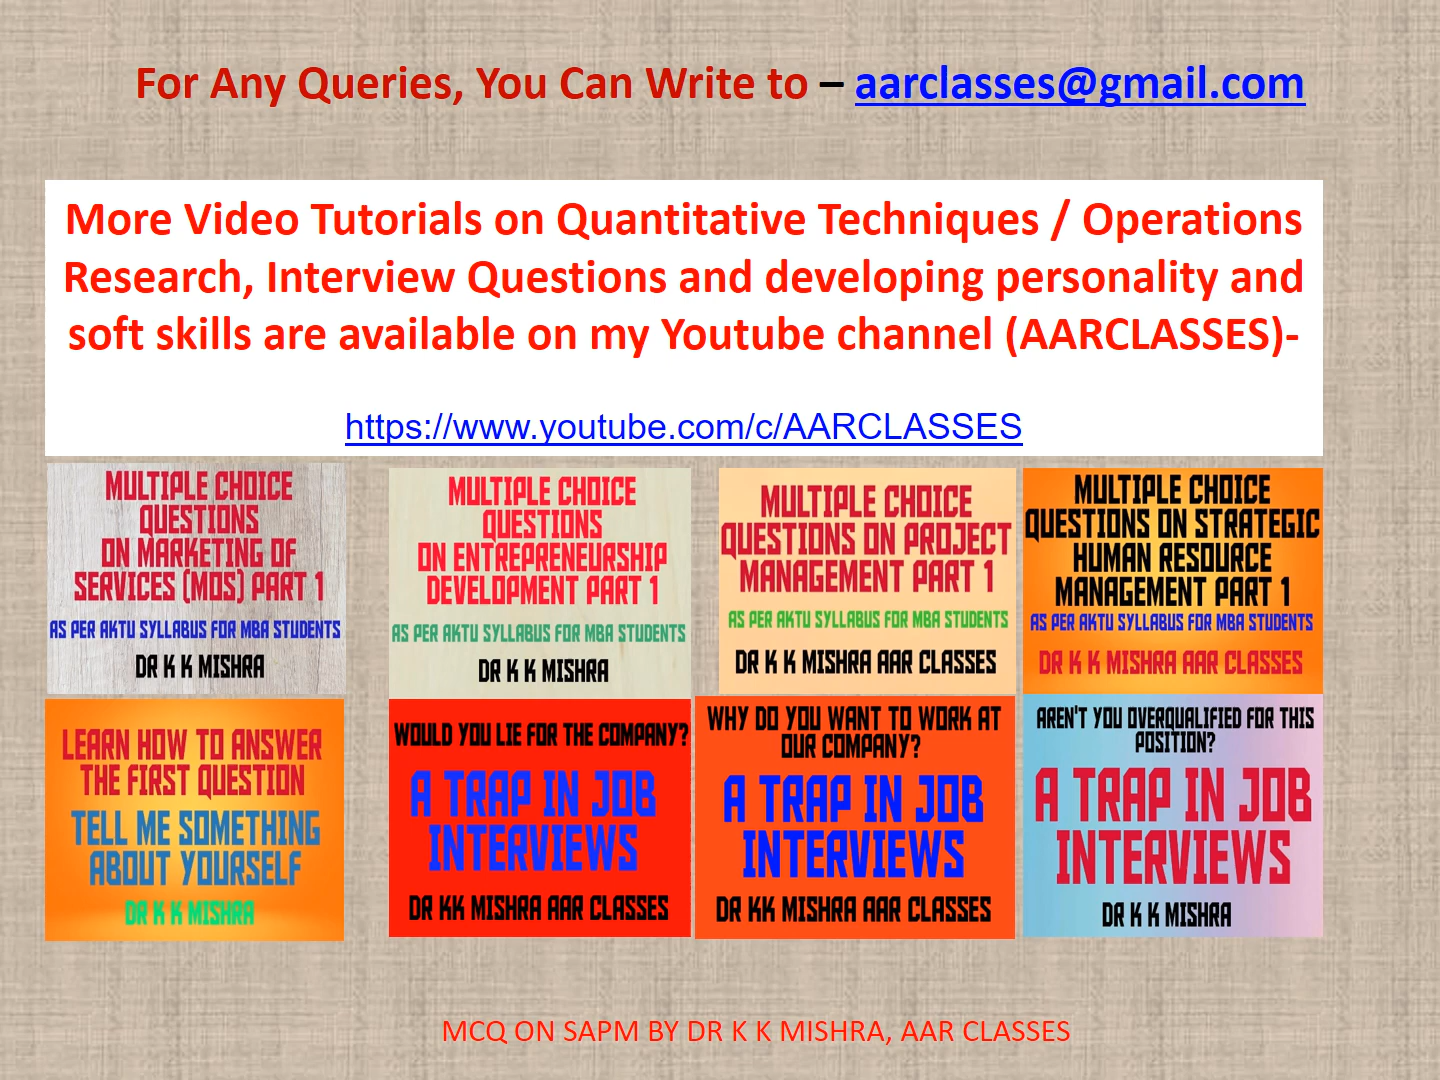 For Any Queries, You Can Write to – aarclasses@gmail.com
More Video Tutorials on Quantitative Techniques / Operations
Research, Interview Questions and developing personality and
soft skills are available on my Youtube channel (AARCLASSES)-
https://www.youtube.com/c/AARCLASSES
MULTIPLE CHOICE
QUESTIONS
ON MARKETING OF
SERVICES (MOS) PART 1
AS PER AKTU SYLLABUS FOR MBA STUDENTS
DR K K MISHRA
MULTIPLE CHOICE
QUESTIONS
ON ENTREPRENEURSHIP
DEVELOPMENT PART 1
AS PER AKTU SYLLABUS FOR MBA STUDENTS
DR K K MISHRA
MULTIPLE CHOICE
QUESTIONS ON PROJECT
MANAGEMENT PART 1
AS PER AKTU SYLLABUS FOR MBA STUDENTS
DR K K MISHRA AAR CLASSES
MULTIPLE CHOICE
QUESTIONS ON STRATEGIC
HUMAN RESOURCE
MANAGEMENT PART 1
AS PER AKTU SYLLABUS FOR MBA STUDENTS
DR K K MISHRA AAR CLASSES
LEARN HOW TO ANSWER
THE FIRST QUESTION
TELL ME SOMETHING
ABOUT YOURSELF
DR K K MISHRA
WOULD YOU LIE FOR THE COMPANY?
A TRAP IN JOB
INTERVIEWS
DR KK MISHRA AAR CLASSES
WHY DO YOU WANT TO WORK AT
OUR COMPANY?
A TRAP IN JOB
INTERVIEWS
DR KK MISHRA AAR CLASSES
AREN'T YOU OVERQUALIFIED FOR THIS
POSITION?
A TRAP IN JOB
INTERVIEWS
DR K K MISHRA
MCQ ON SAPM BY DR K K MISHRA, AAR CLASSES